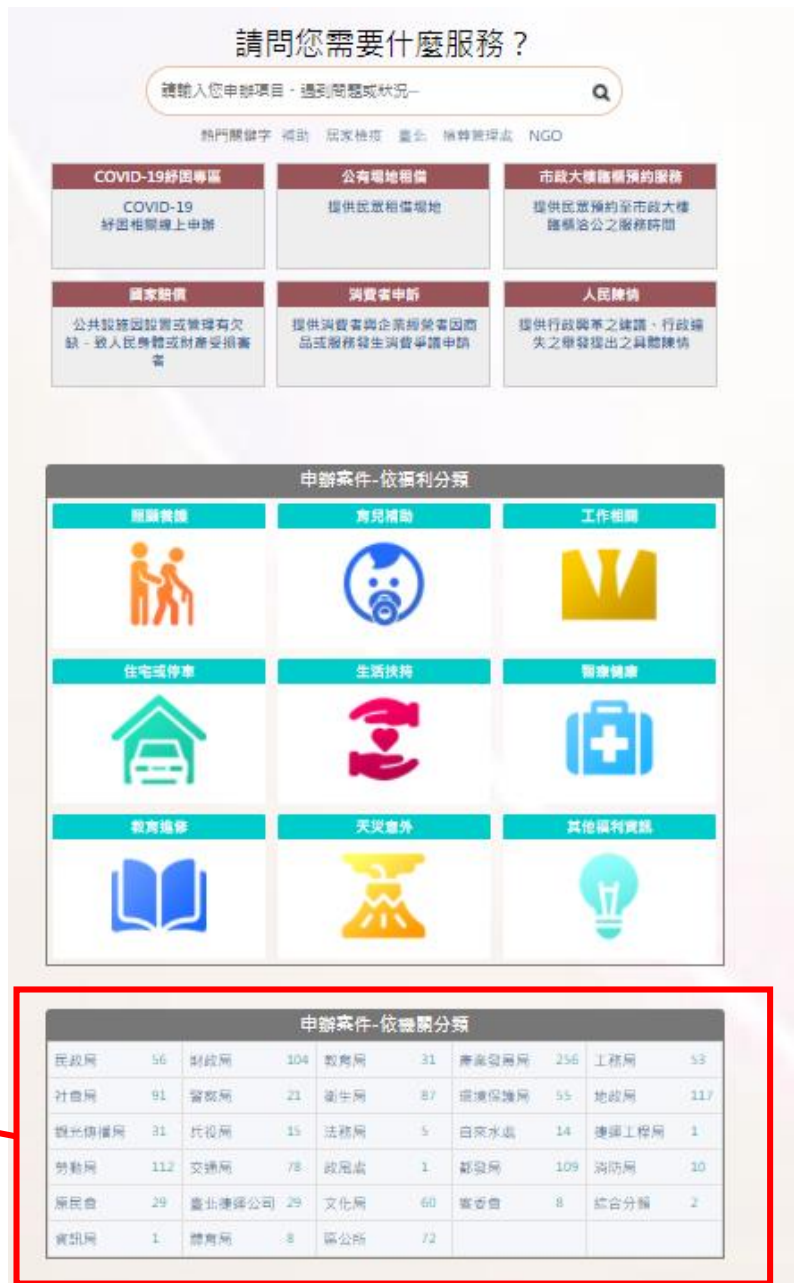 請問您需要什麼服務？
請輸入您申辦項目、遇到問題或狀況…
熱門關鍵字 補助 居家檢疫 臺北 殯葬管理處 NGO
COVID-19紓困專區 公有場地租借 市政大樓臨櫃預約服務
COVID-19 提供民眾租借場地 提供民眾預約至市政大樓
紓困相關線上申辦 臨櫃洽公之服務時間
國家賠償 消費者申訴 人民陳情
公共設施因設置或管理有欠 提供消費者與企業經營者因商 提供行政興革之建議、行政違
缺，致人民身體或財產受損害 品或服務發生消費爭議申請 失之舉發提出之具體陳情
者
申辦案件-依福利分類
照顧養護 育兒補助 工作相關
住宅或停車 生活扶持 醫療健康
教育進修 天災意外 其他福利資訊
申辦案件-依機關分類
民政局 56 財政局 104 教育局 31 產業發展局 256 工務局 53
社會局 91 警察局 21 衛生局 87 環境保護局 55 地政局 117
觀光傳播局 31 兵役局 15 法務局 5 自來水處 14 捷運工程局 1
勞動局 112 交通局 78 政風處 1 都發局 109 消防局 10
原民會 29 臺北捷運公司 29 文化局 60 客委會 8 綜合分類 2
資訊局 1 體育局 8 區公所 72